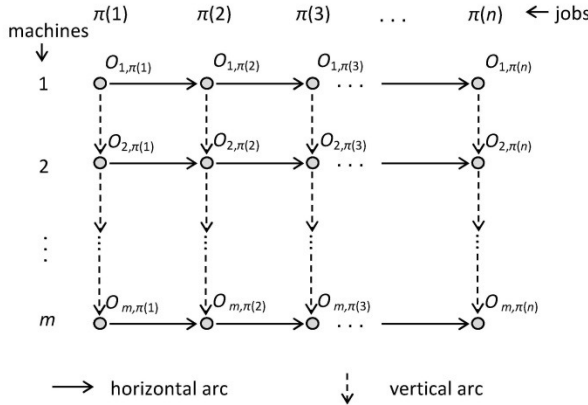 π(1) π(2) π(3) . . . π(n) jobs
machines
O1,π(1) O1,π(2) O1,π(3) O1,π(n)
1 . . .
O2,π(1) O2,π(2) O2,π(3) O2,π(n)
2 . . .
Om,π(1) Om,π(2) Om,π(3) Om,π(n)
m . . .
horizontal arc vertical arc